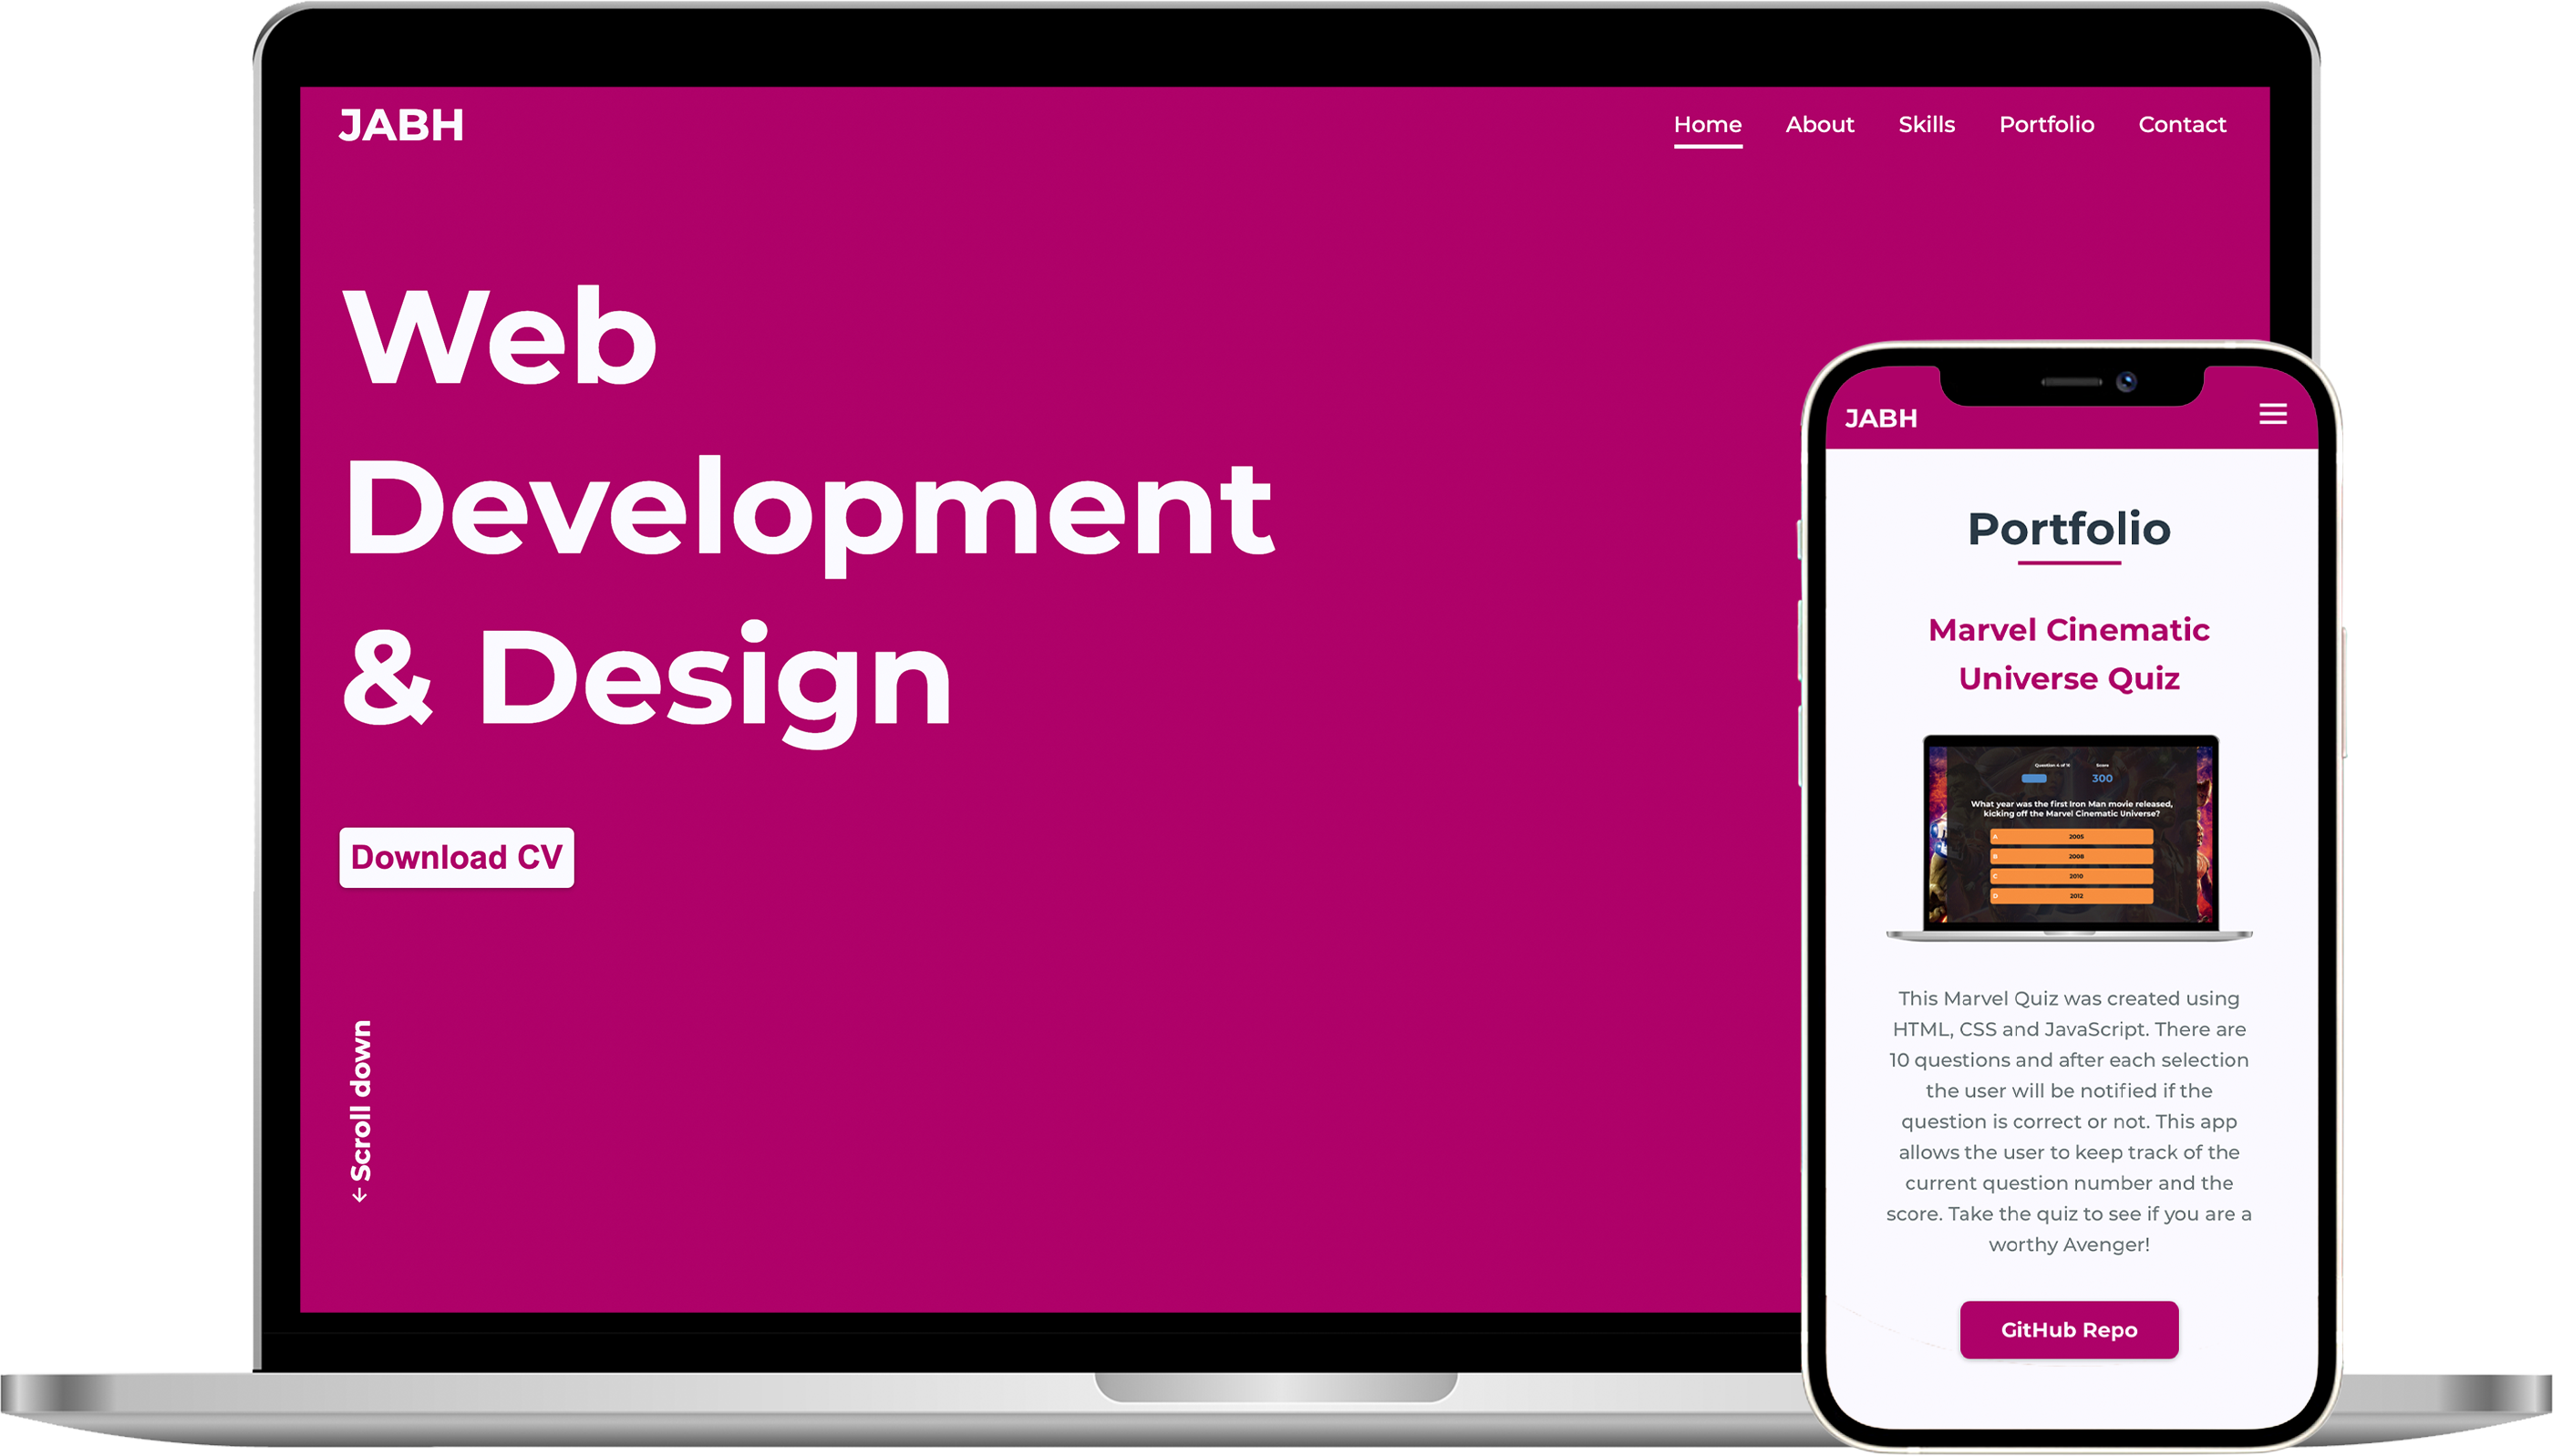 JABH
Home About Skills Portfolio Contact
Web
Development
& Design
Download CV
← Scroll down
JABH
Portfolio
Marvel Cinematic
Universe Quiz
Question 4 of 10 Score
300
What year was the first Iron Man movie released,
kicking off the Marvel Cinematic Universe?
A 2005
B 2008
C 2010
D 2012
This Marvel Quiz was created using
HTML, CSS and JavaScript. There are
10 questions and after each selection
the user will be notified if the
question is correct or not. This app
allows the user to keep track of the
current question number and the
score. Take the quiz to see if you are a
worthy Avenger!
GitHub Repo